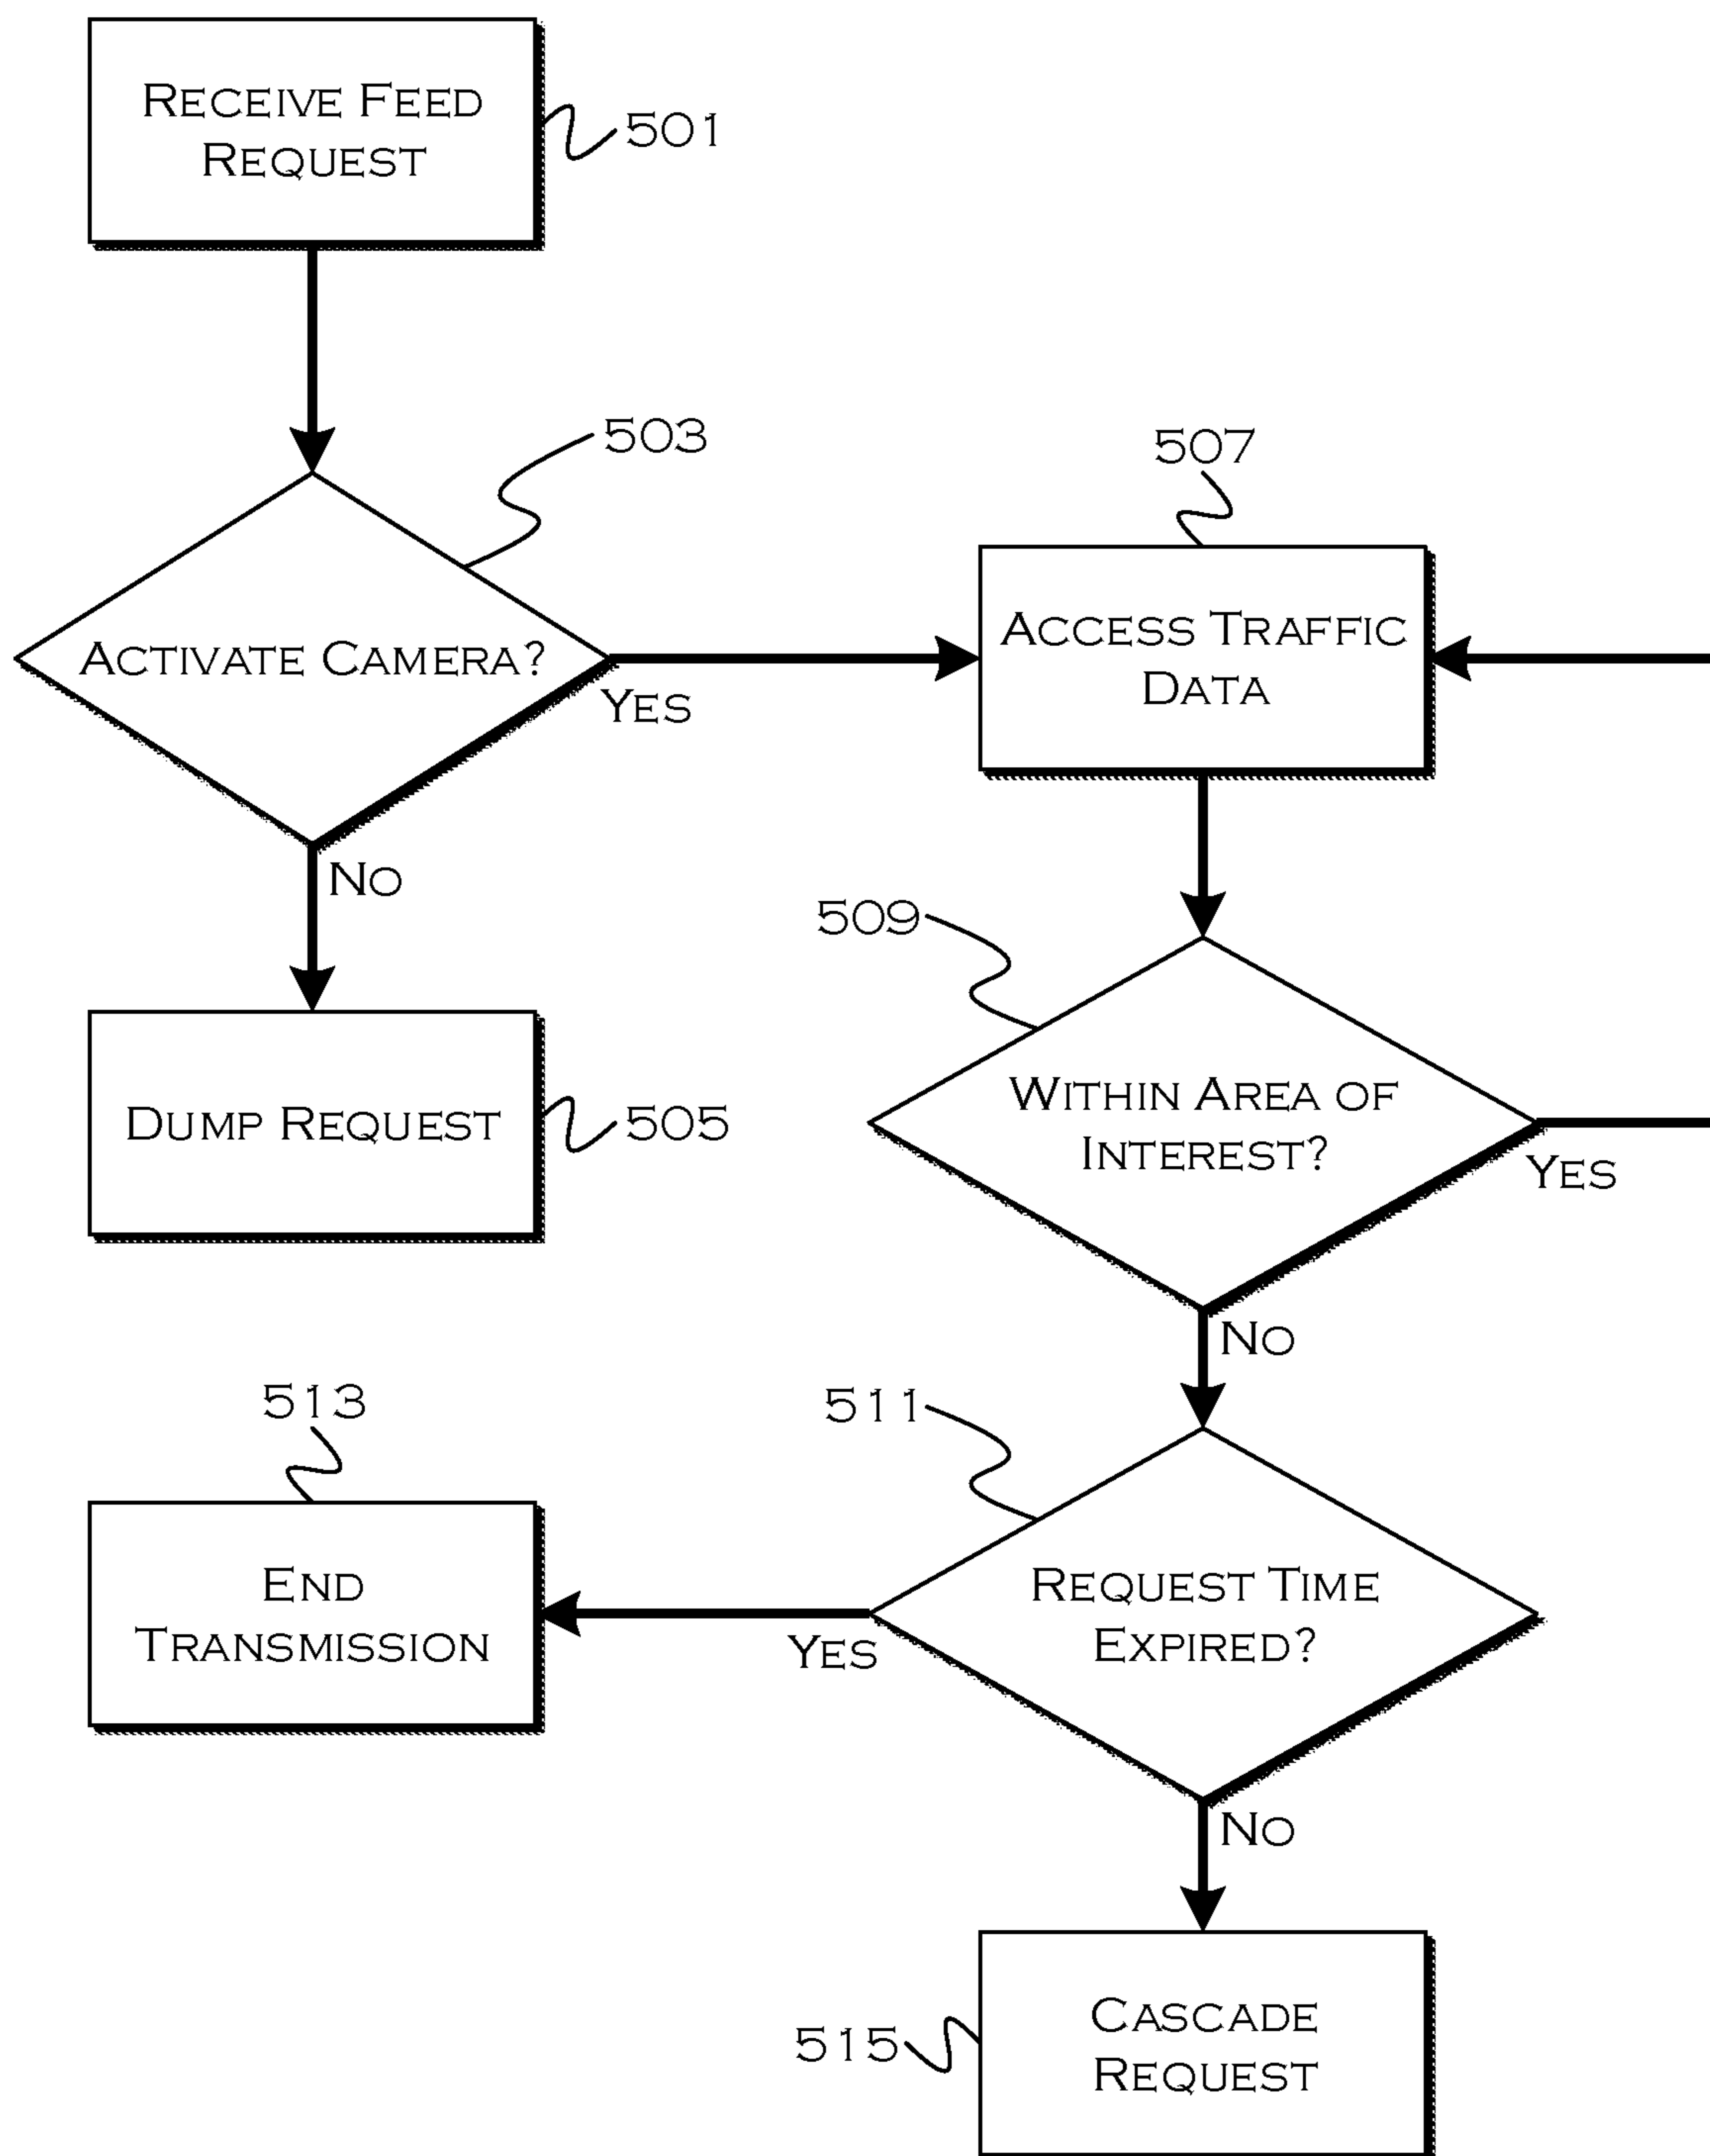 Receive Feed
Request
501
503
Activate Camera?
Yes
No
Dump Request
505
507
Access Traffic
Data
509
Within Area of
Interest?
Yes
No
511
Request Time
Expired?
Yes
No
513
End
Transmission
515
Cascade
Request